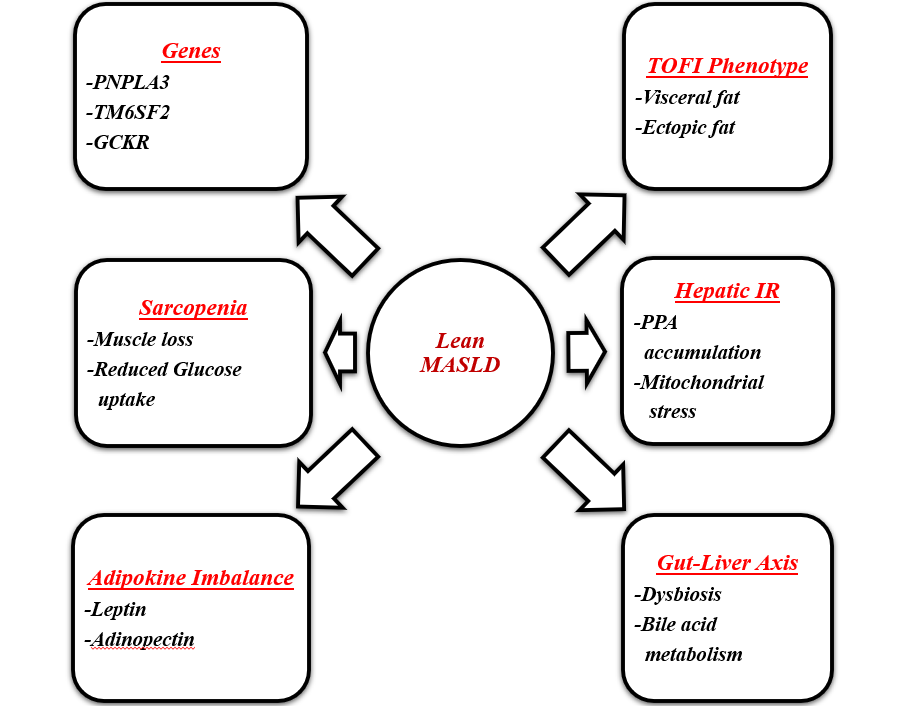 Genes
-PNPLA3
-TM6SF2
-GCKR
TOFI Phenotype
-Visceral fat
-Ectopic fat
Sarcopenia
-Muscle loss
-Reduced Glucose
uptake
Lean
MASLD
Hepatic IR
-PPA
accumulation
-Mitochondrial
stress
Adipokine Imbalance
-Leptin
-Adinopectin
Gut-Liver Axis
-Dysbiosis
-Bile acid
metabolism